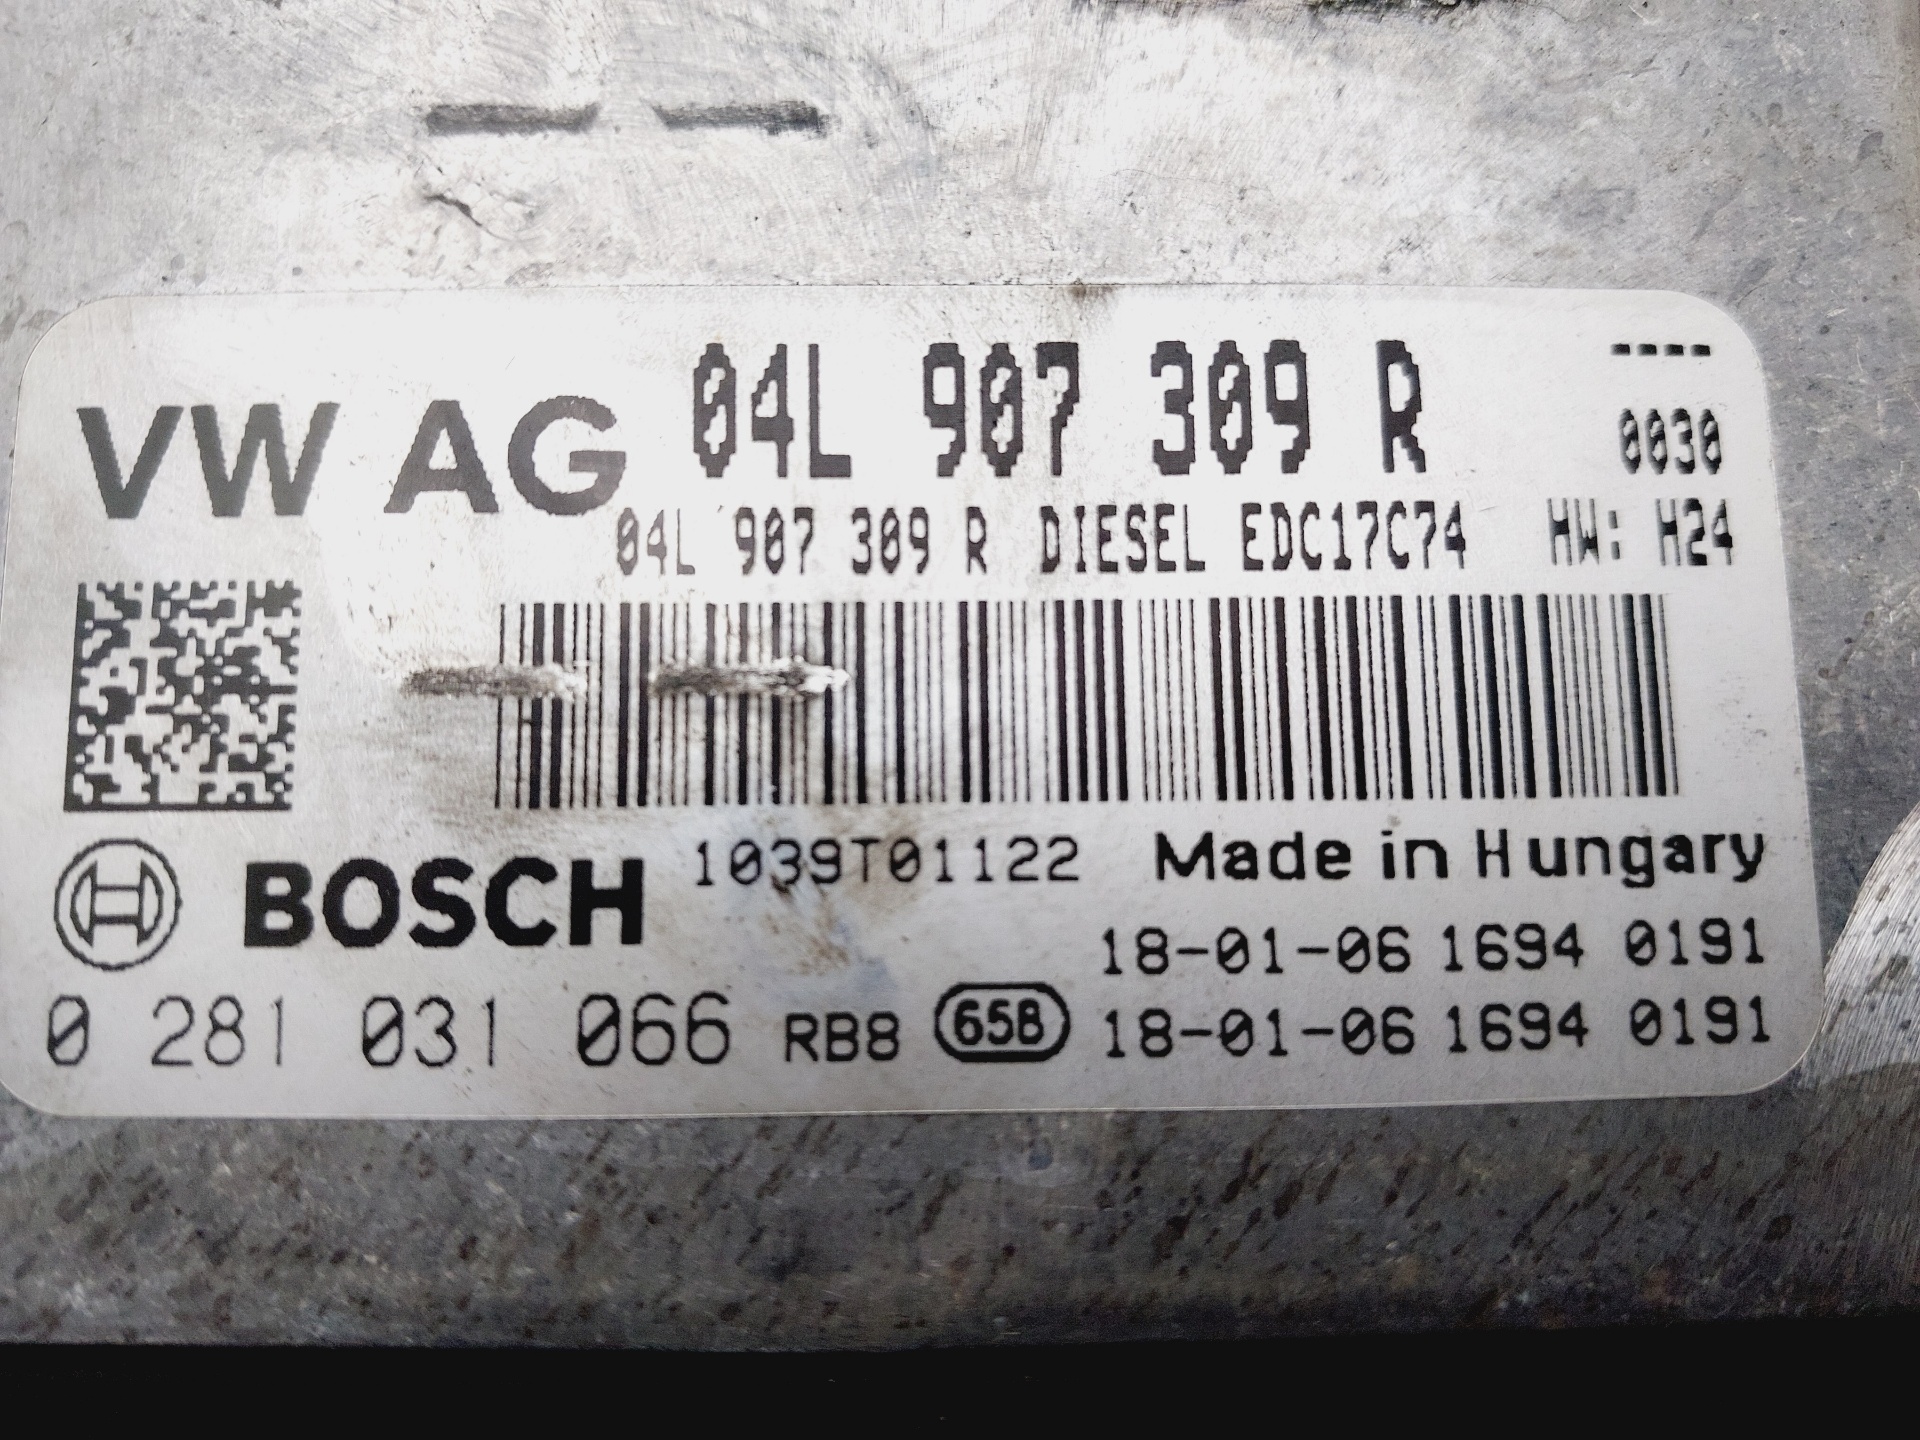 VW AG 04L 907 309 R ----
0030
04L 907 309 R DIESEL EDC17C74 HW: H24
BOSCH 1039T01122 Made in Hungary
18-01-06 1694 0191
0 281 031 066 RB8 65B 18-01-06 1694 0191